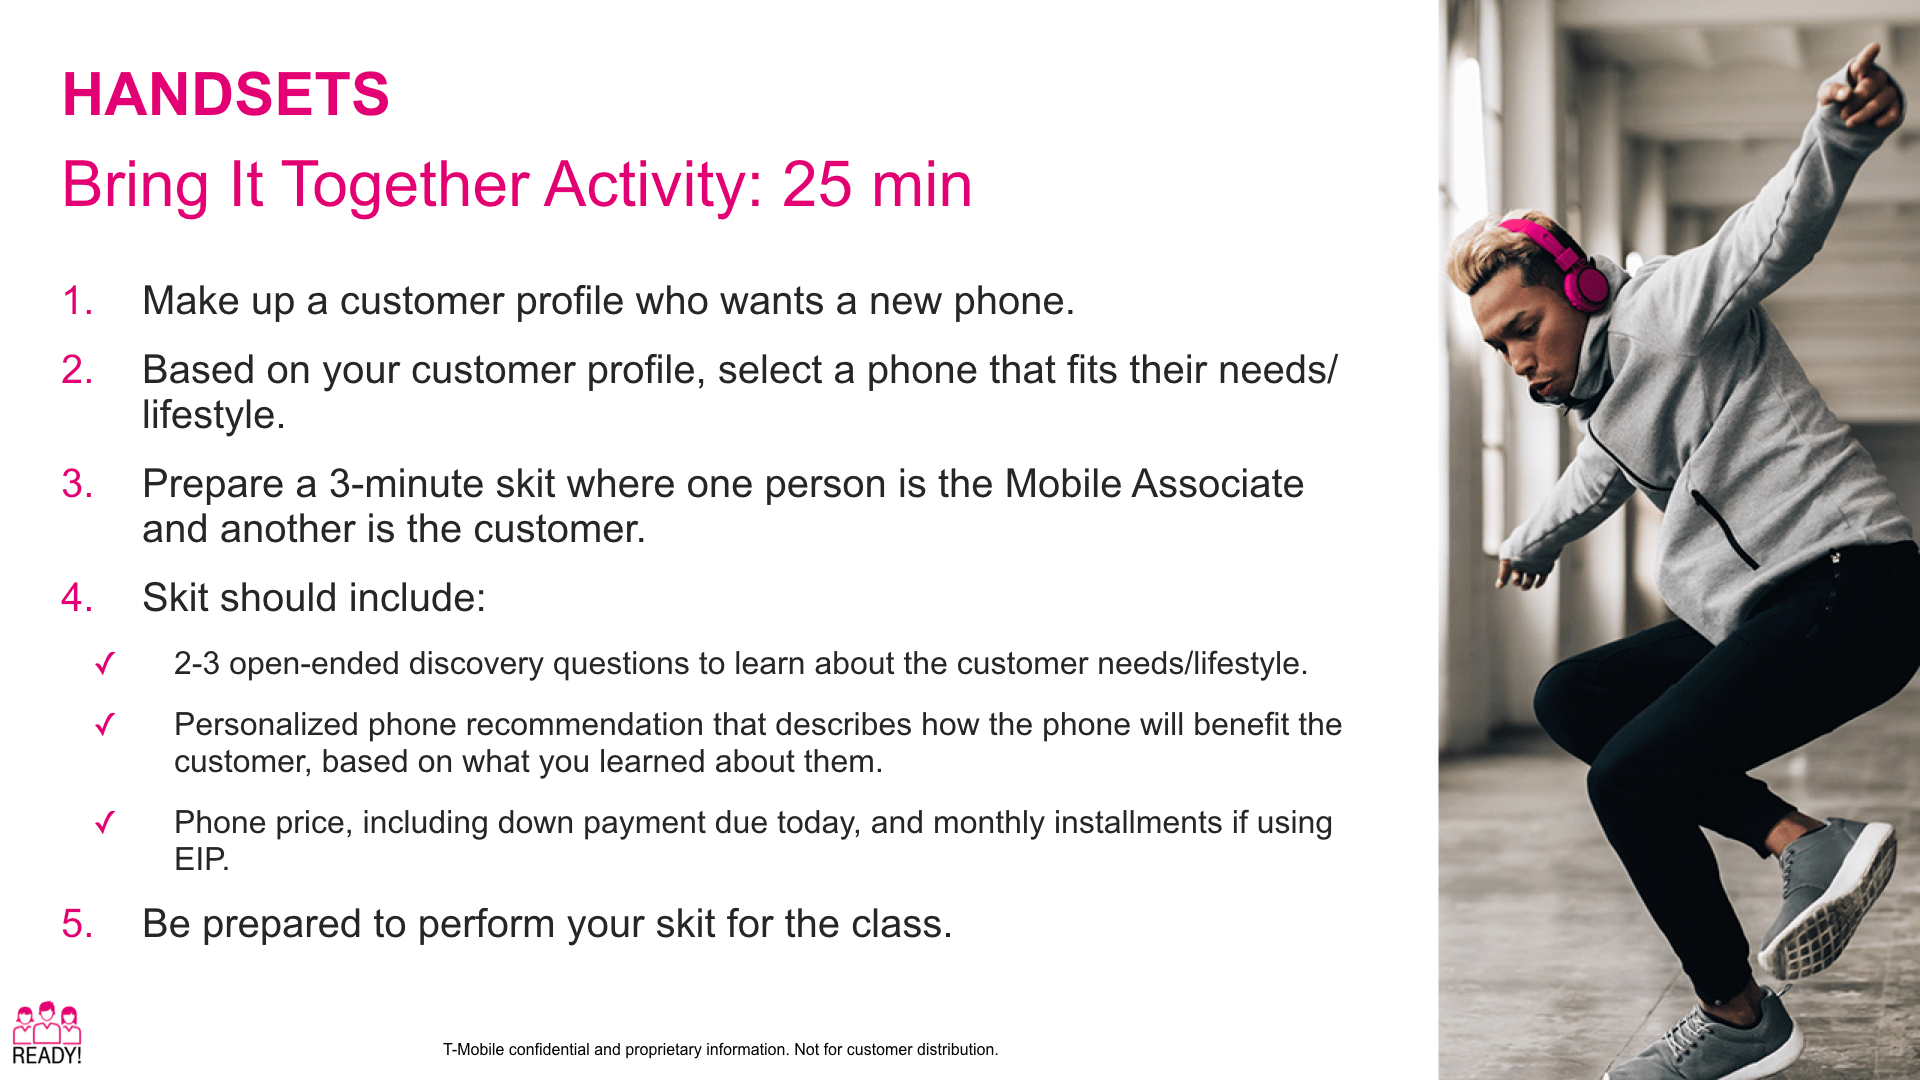 HANDSETS
Bring It Together Activity: 25 min
1. Make up a customer profile who wants a new phone.
2. Based on your customer profile, select a phone that fits their needs/
lifestyle.
3. Prepare a 3-minute skit where one person is the Mobile Associate
and another is the customer.
4. Skit should include:
✓ 2-3 open-ended discovery questions to learn about the customer needs/lifestyle.
✓ Personalized phone recommendation that describes how the phone will benefit the
customer, based on what you learned about them.
✓ Phone price, including down payment due today, and monthly installments if using
EIP.
5. Be prepared to perform your skit for the class.
READY!
T-Mobile confidential and proprietary information. Not for customer distribution.